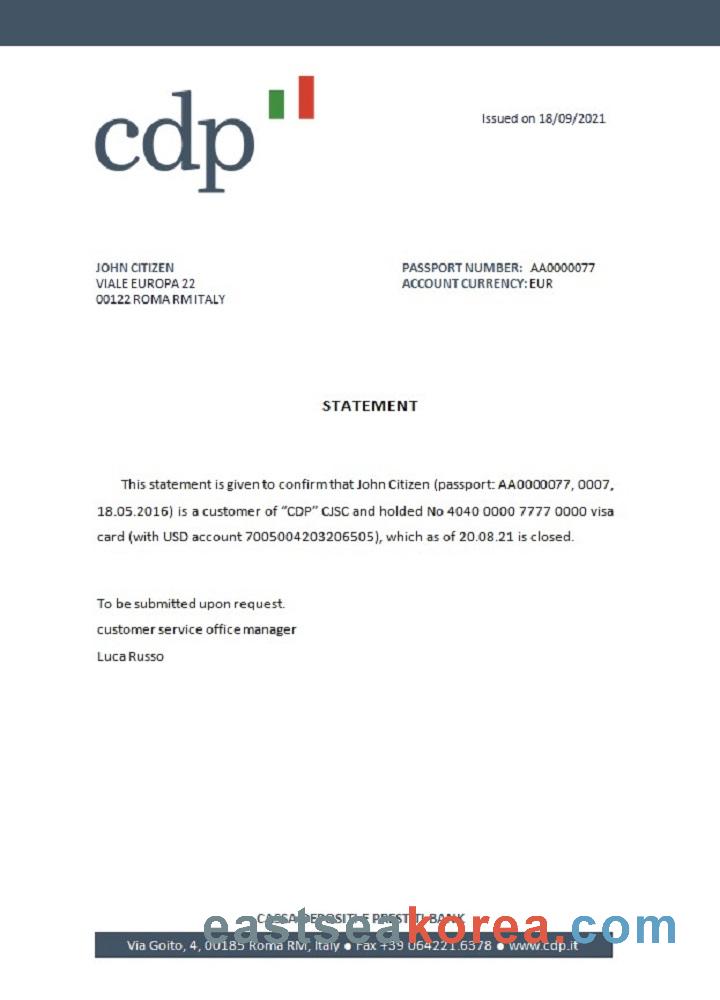 cdp
Issued on 18/09/2021
JOHN CITIZEN
VIALE EUROPA 22
00122 ROMA RM ITALY
PASSPORT NUMBER: AA0000077
ACCOUNT CURRENCY: EUR
STATEMENT
This statement is given to confirm that John Citizen (passport: AA0000077, 0007,
18.05.2016) is a customer of “CDP” CJSC and holded No 4040 0000 7777 0000 visa
card (with USD account 7005004203206505), which as of 20.08.21 is closed.
To be submitted upon request.
customer service office manager
Luca Russo
CASSA DEPOSITI E PRESTITI BANK
eastseakorea.com
Via Goito, 4, 00185 Roma RM, Italy ● Fax +39 064221.6378 ● www.cdp.it